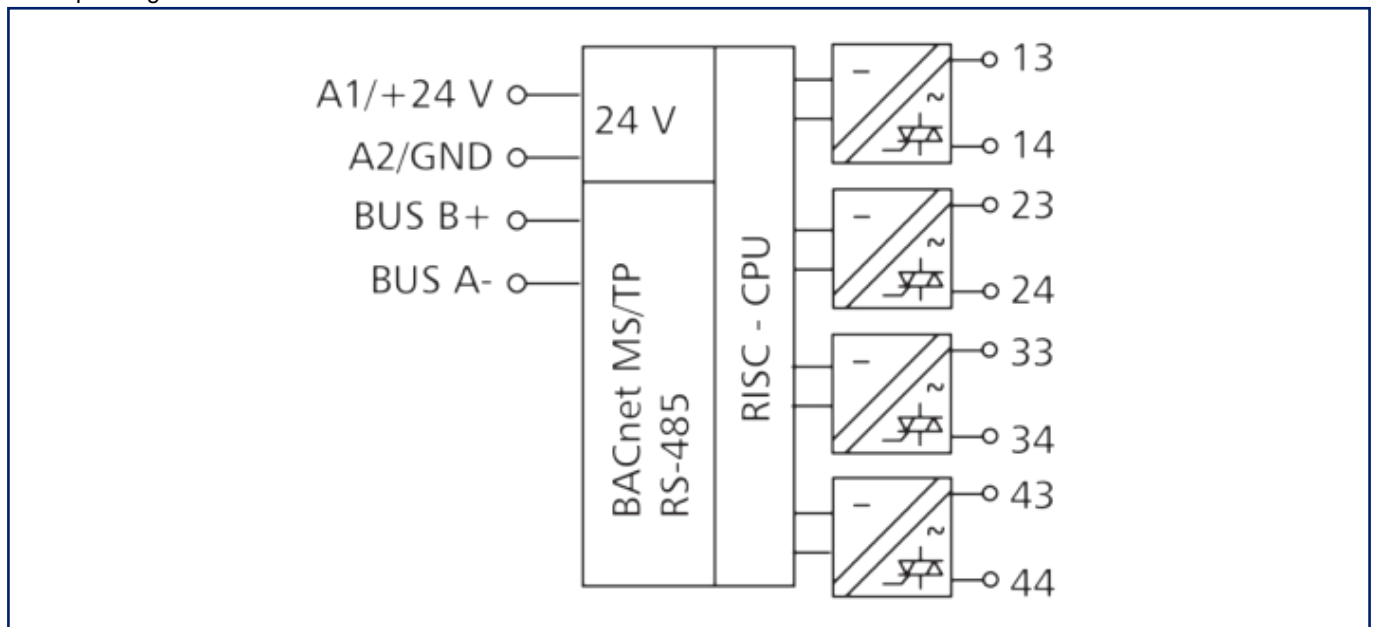 A1/+24 V
A2/GND
BUS B+
BUS A-
24 V
BACnet MS/TP
RS-485
RISC - CPU
–
~
13
14
–
~
23
24
–
~
33
34
–
~
43
44